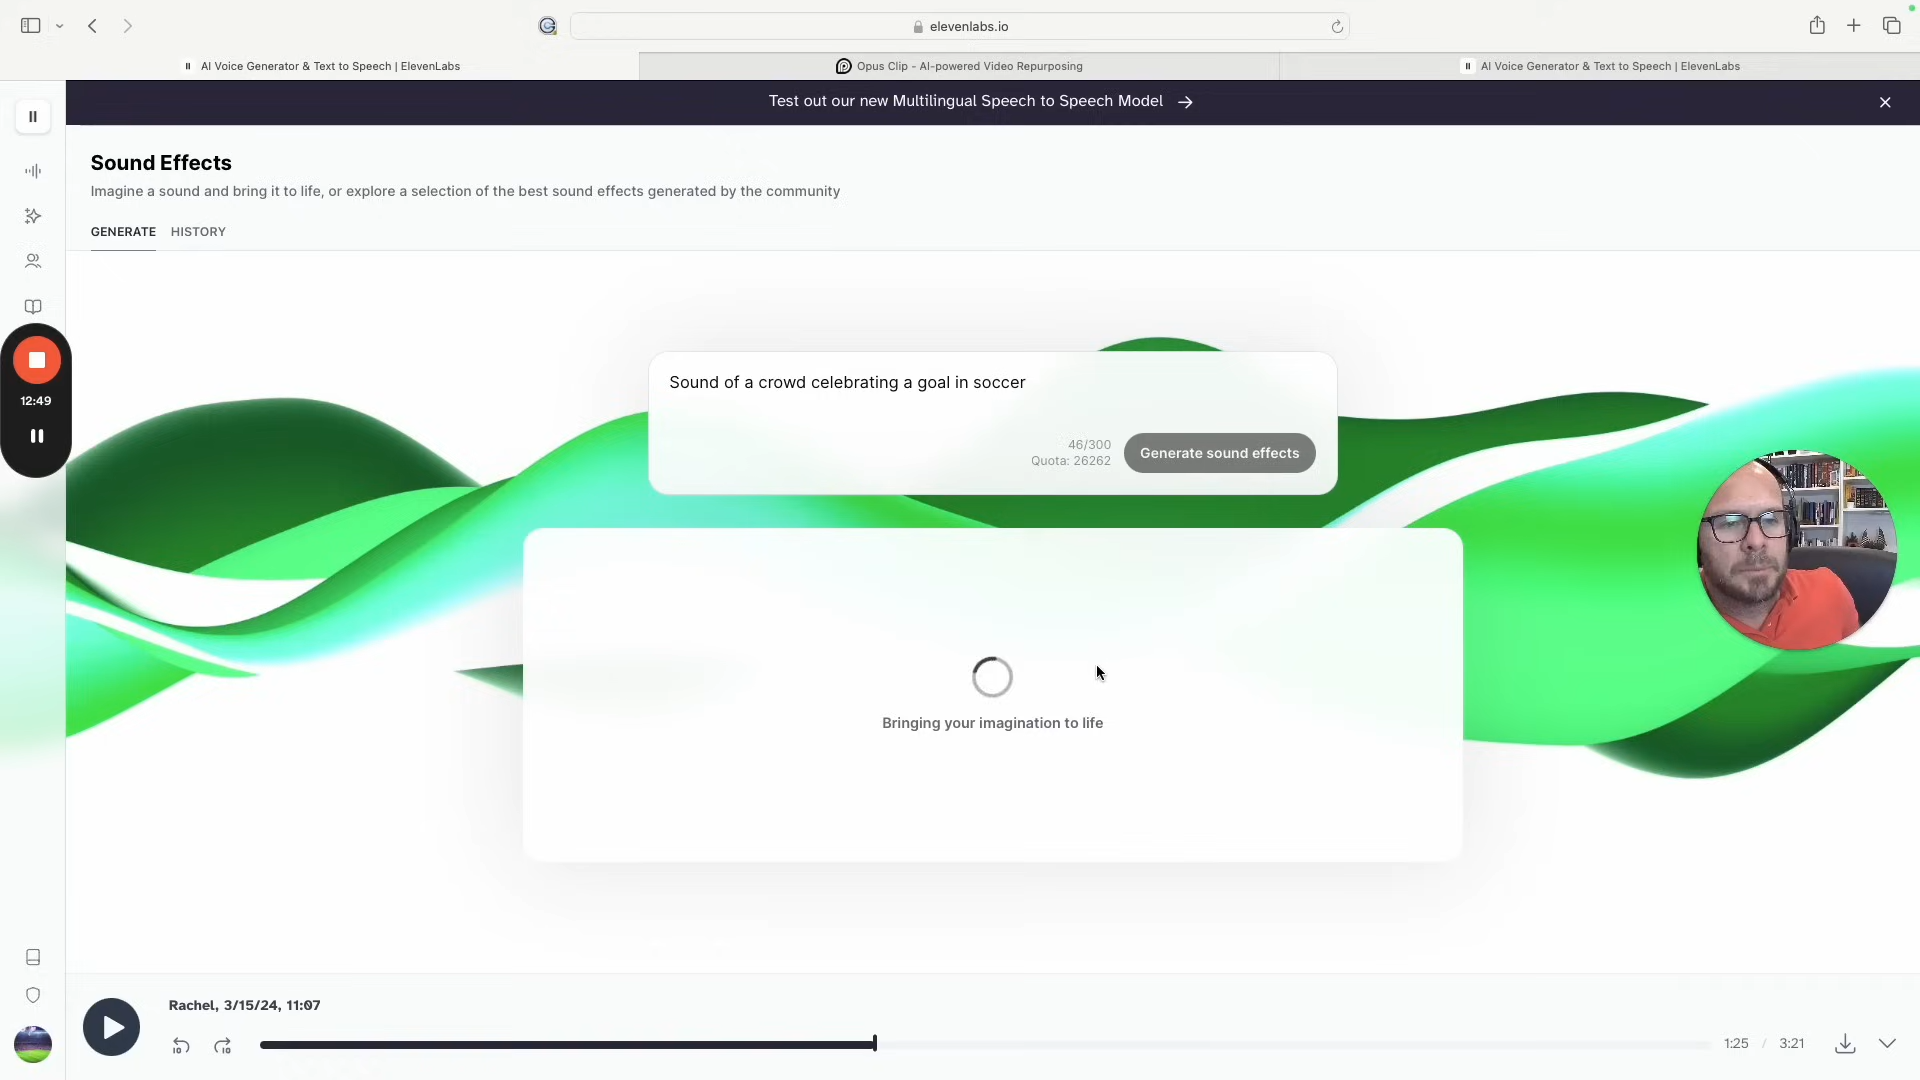 elevenlabs.io
AI Voice Generator & Text to Speech | ElevenLabs
Opus Clip - AI-powered Video Repurposing
AI Voice Generator & Text to Speech | ElevenLabs
Test out our new Multilingual Speech to Speech Model
Sound Effects
Imagine a sound and bring it to life, or explore a selection of the best sound effects generated by the community
GENERATE HISTORY
12:49
Sound of a crowd celebrating a goal in soccer
46/300
Quota: 26262
Generate sound effects
Bringing your imagination to life
Rachel, 3/15/24, 11:07
10 10
1:25 / 3:21